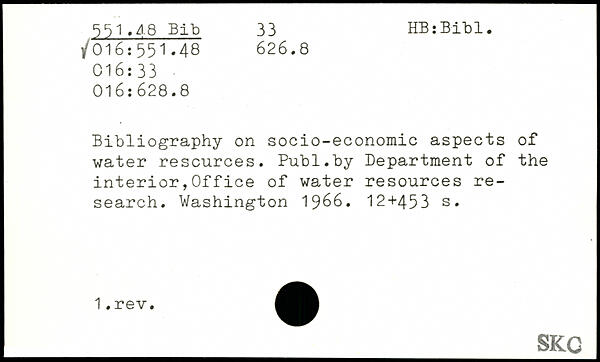 551.48 Bib 33 HB:Bibl.
√016:551.48 626.8
016:33
016:628.8
Bibliography on socio-economic aspects of
water rescurces. Publ.by Department of the
interior,Office of water resources re-
search. Washington 1966. 12+453 s.
1.rev.
SKC